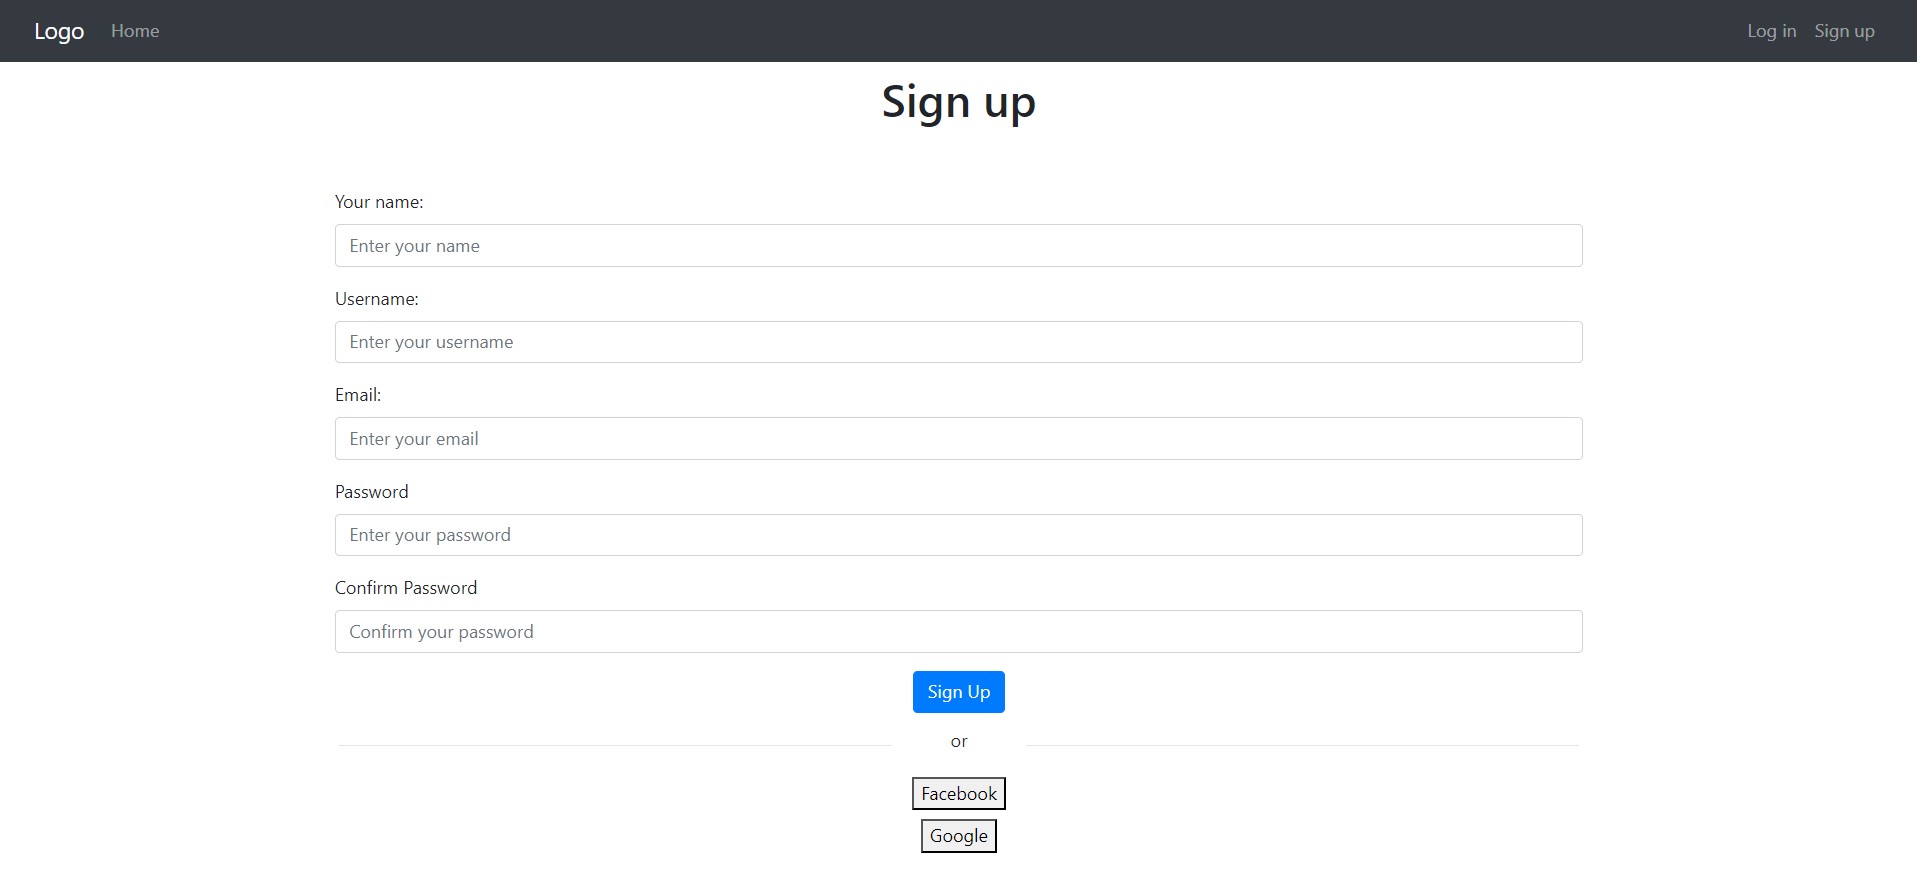 Logo Home Log in Sign up
Sign up
Your name:
Enter your name
Username:
Enter your username
Email:
Enter your email
Password
Enter your password
Confirm Password
Confirm your password
Sign Up
or
Facebook
Google